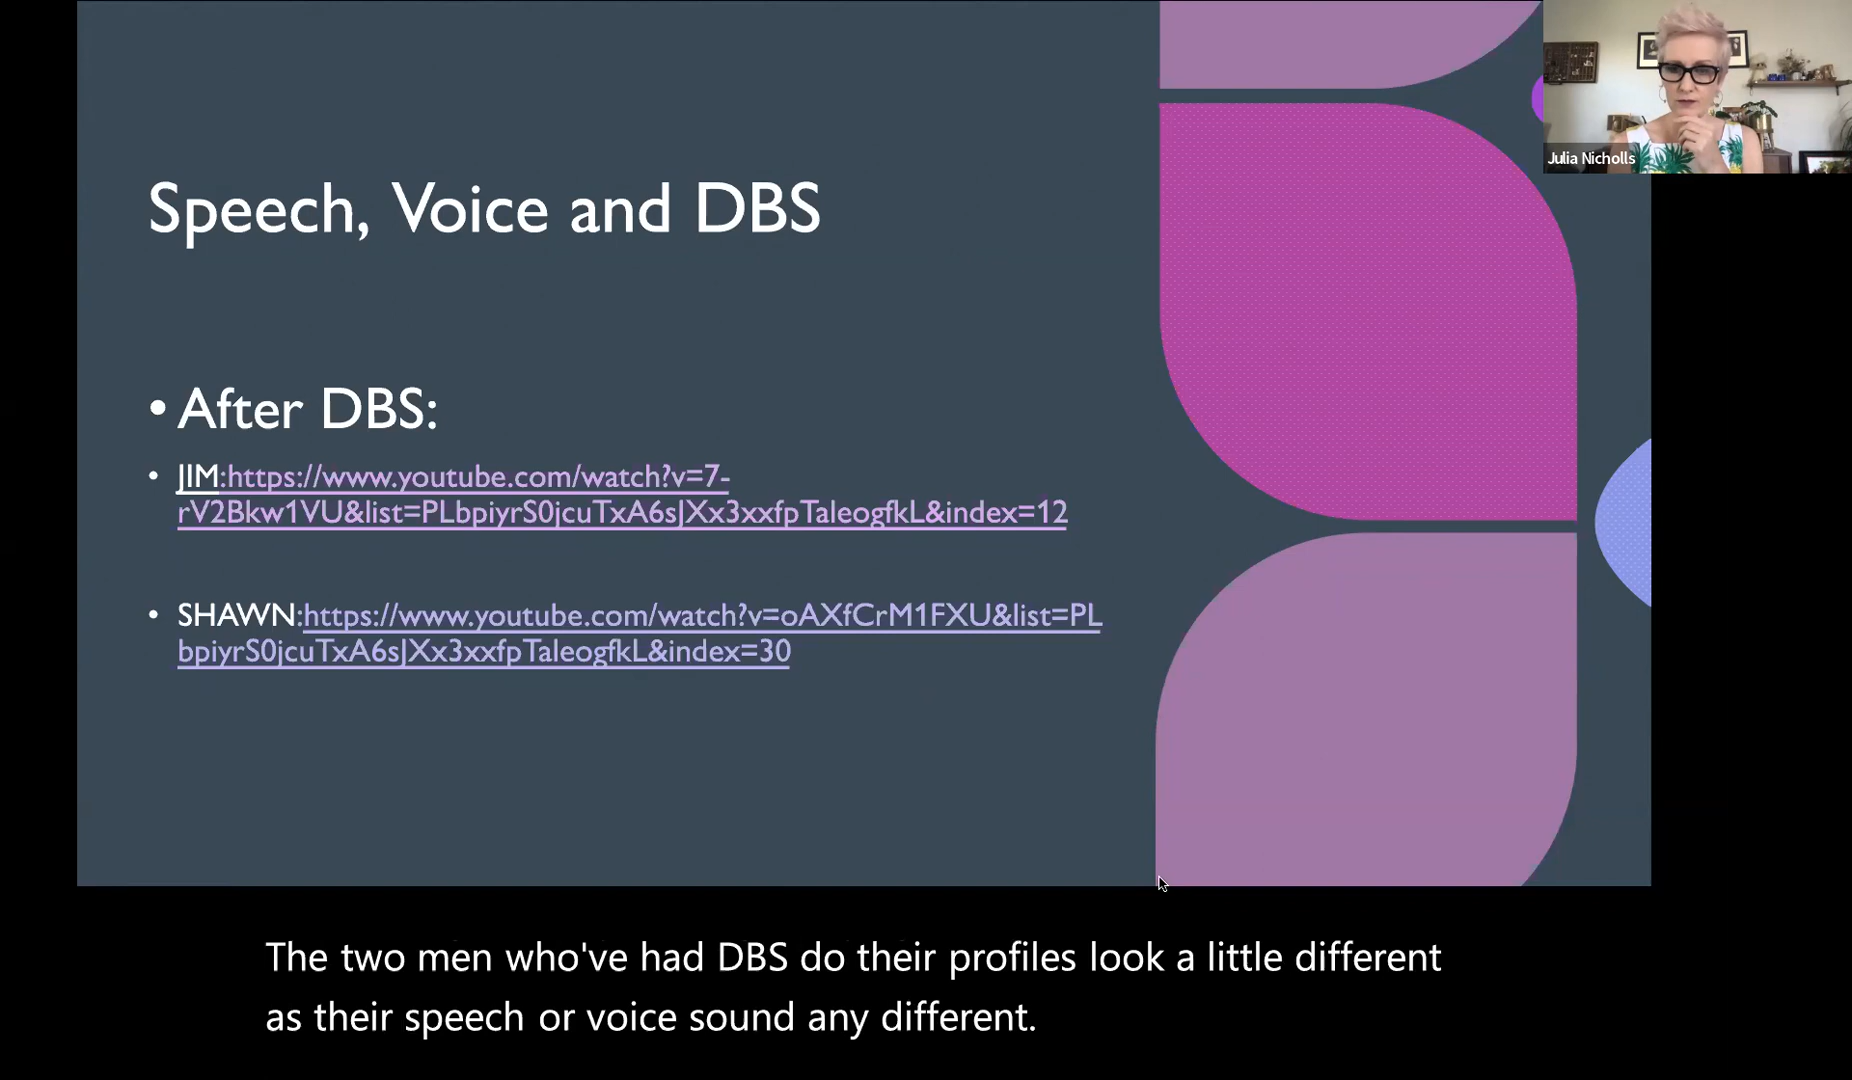 Julia Nicholls
Speech, Voice and DBS
• After DBS:
• JIM:https://www.youtube.com/watch?v=7-
rV2Bkw1VU&list=PLbpiyrS0jcuTxA6sJXx3xxfpTaleogfkL&index=12
• SHAWN:https://www.youtube.com/watch?v=oAXfCrM1FXU&list=PL
bpiyrS0jcuTxA6sJXx3xxfpTaleogfkL&index=30
The two men who've had DBS do their profiles look a little different
as their speech or voice sound any different.